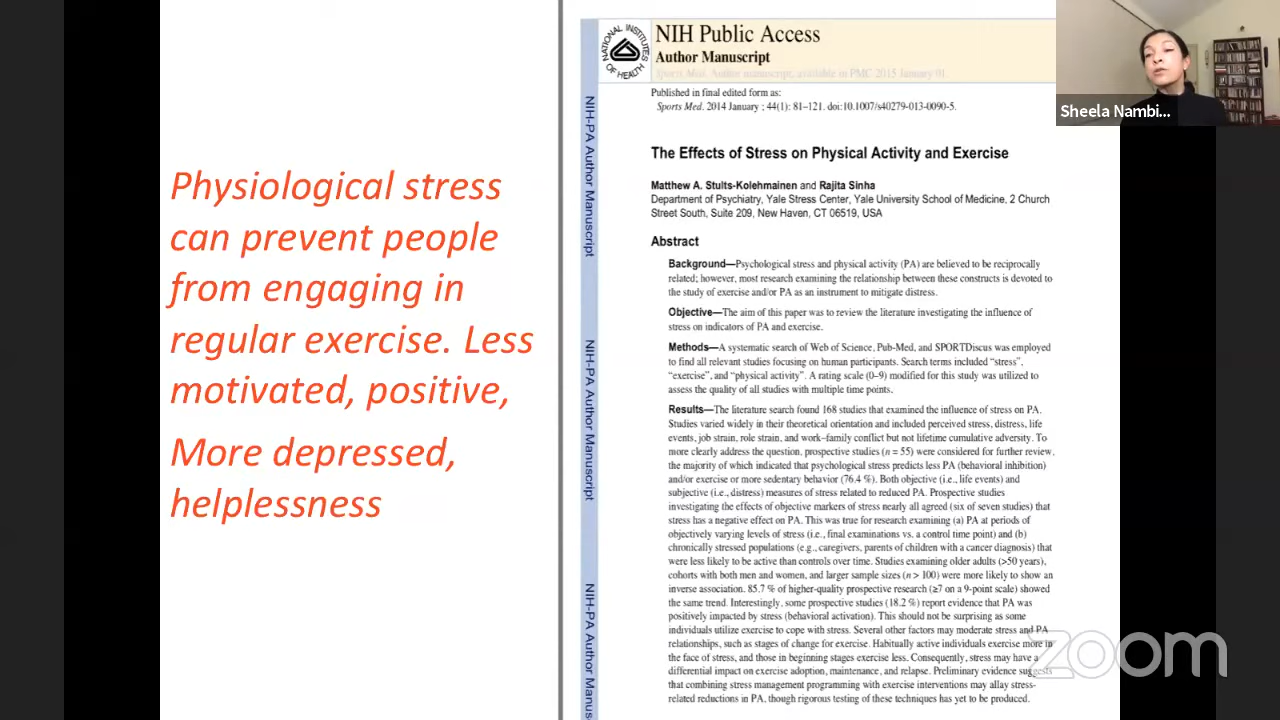 Physiological stress
can prevent people
from engaging in
regular exercise. Less
motivated, positive,
More depressed,
helplessness
NATIONAL INSTITUTES
OF HEALTH
NIH Public Access
Author Manuscript
Sports Med. Author manuscript; available in PMC 2015 January 01.
Published in final edited form as:
Sports Med. 2014 January ; 44(1): 81–121. doi:10.1007/s40279-013-0090-5.
NIH-PA Author Manuscript
NIH-PA Author Manuscript
NIH-PA Author Manus
The Effects of Stress on Physical Activity and Exercise
Matthew A. Stults-Kolehmainen and Rajita Sinha
Department of Psychiatry, Yale Stress Center, Yale University School of Medicine, 2 Church
Street South, Suite 209, New Haven, CT 06519, USA
Abstract
Background—Psychological stress and physical activity (PA) are believed to be reciprocally
related; however, most research examining the relationship between these constructs is devoted to
the study of exercise and/or PA as an instrument to mitigate distress.
Objective—The aim of this paper was to review the literature investigating the influence of
stress on indicators of PA and exercise.
Methods—A systematic search of Web of Science, Pub-Med, and SPORTDiscus was employed
to find all relevant studies focusing on human participants. Search terms included “stress”,
“exercise”, and “physical activity”. A rating scale (0–9) modified for this study was utilized to
assess the quality of all studies with multiple time points.
Results—The literature search found 168 studies that examined the influence of stress on PA.
Studies varied widely in their theoretical orientation and included perceived stress, distress, life
events, job strain, role strain, and work–family conflict but not lifetime cumulative adversity. To
more clearly address the question, prospective studies (n = 55) were considered for further review,
the majority of which indicated that psychological stress predicts less PA (behavioral inhibition)
and/or exercise or more sedentary behavior (76.4 %). Both objective (i.e., life events) and
subjective (i.e., distress) measures of stress related to reduced PA. Prospective studies
investigating the effects of objective markers of stress nearly all agreed (six of seven studies) that
stress has a negative effect on PA. This was true for research examining (a) PA at periods of
objectively varying levels of stress (i.e., final examinations vs. a control time point) and (b)
chronically stressed populations (e.g., caregivers, parents of children with a cancer diagnosis) that
were less likely to be active than controls over time. Studies examining older adults (>50 years),
cohorts with both men and women, and larger sample sizes (n > 100) were more likely to show an
inverse association. 85.7 % of higher-quality prospective research (≥7 on a 9-point scale) showed
the same trend. Interestingly, some prospective studies (18.2 %) report evidence that PA was
positively impacted by stress (behavioral activation). This should not be surprising as some
individuals utilize exercise to cope with stress. Several other factors may moderate stress and PA
relationships, such as stages of change for exercise. Habitually active individuals exercise more in
the face of stress, and those in beginning stages exercise less. Consequently, stress may have a
differential impact on exercise adoption, maintenance, and relapse. Preliminary evidence suggests
that combining stress management programming with exercise interventions may allay stress-
related reductions in PA, though rigorous testing of these techniques has yet to be produced.
Sheela Nambi...
zoom